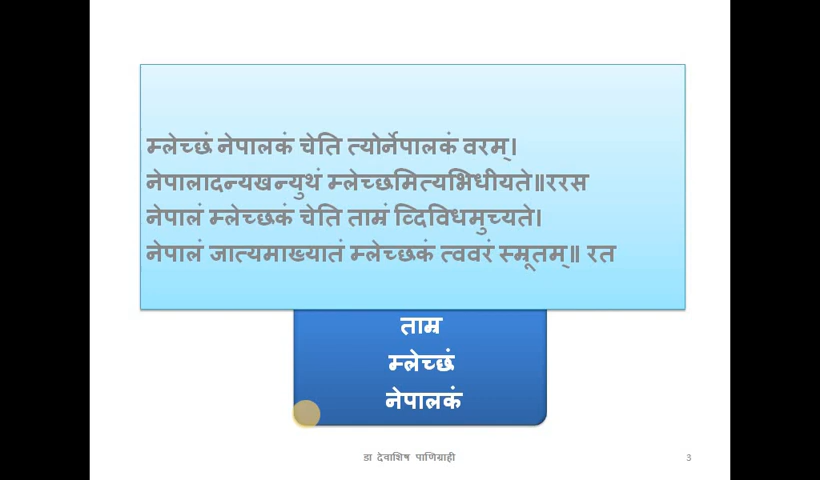 म्लेच्छं नेपालकं चेति त्योर्नेपालकं वरम्।
नेपालादन्यखन्युथं म्लेच्छमित्यभिधीयते॥ररस
नेपालं म्लेच्छकं चेति ताम्रं व्दिविधमुच्यते।
नेपालं जात्यमाख्यातं म्लेच्छकं त्ववरं स्म्रूतम्॥ रत
ताम्र
म्लेच्छं
नेपालकं
डा देवाशिष पाणिग्राही
3